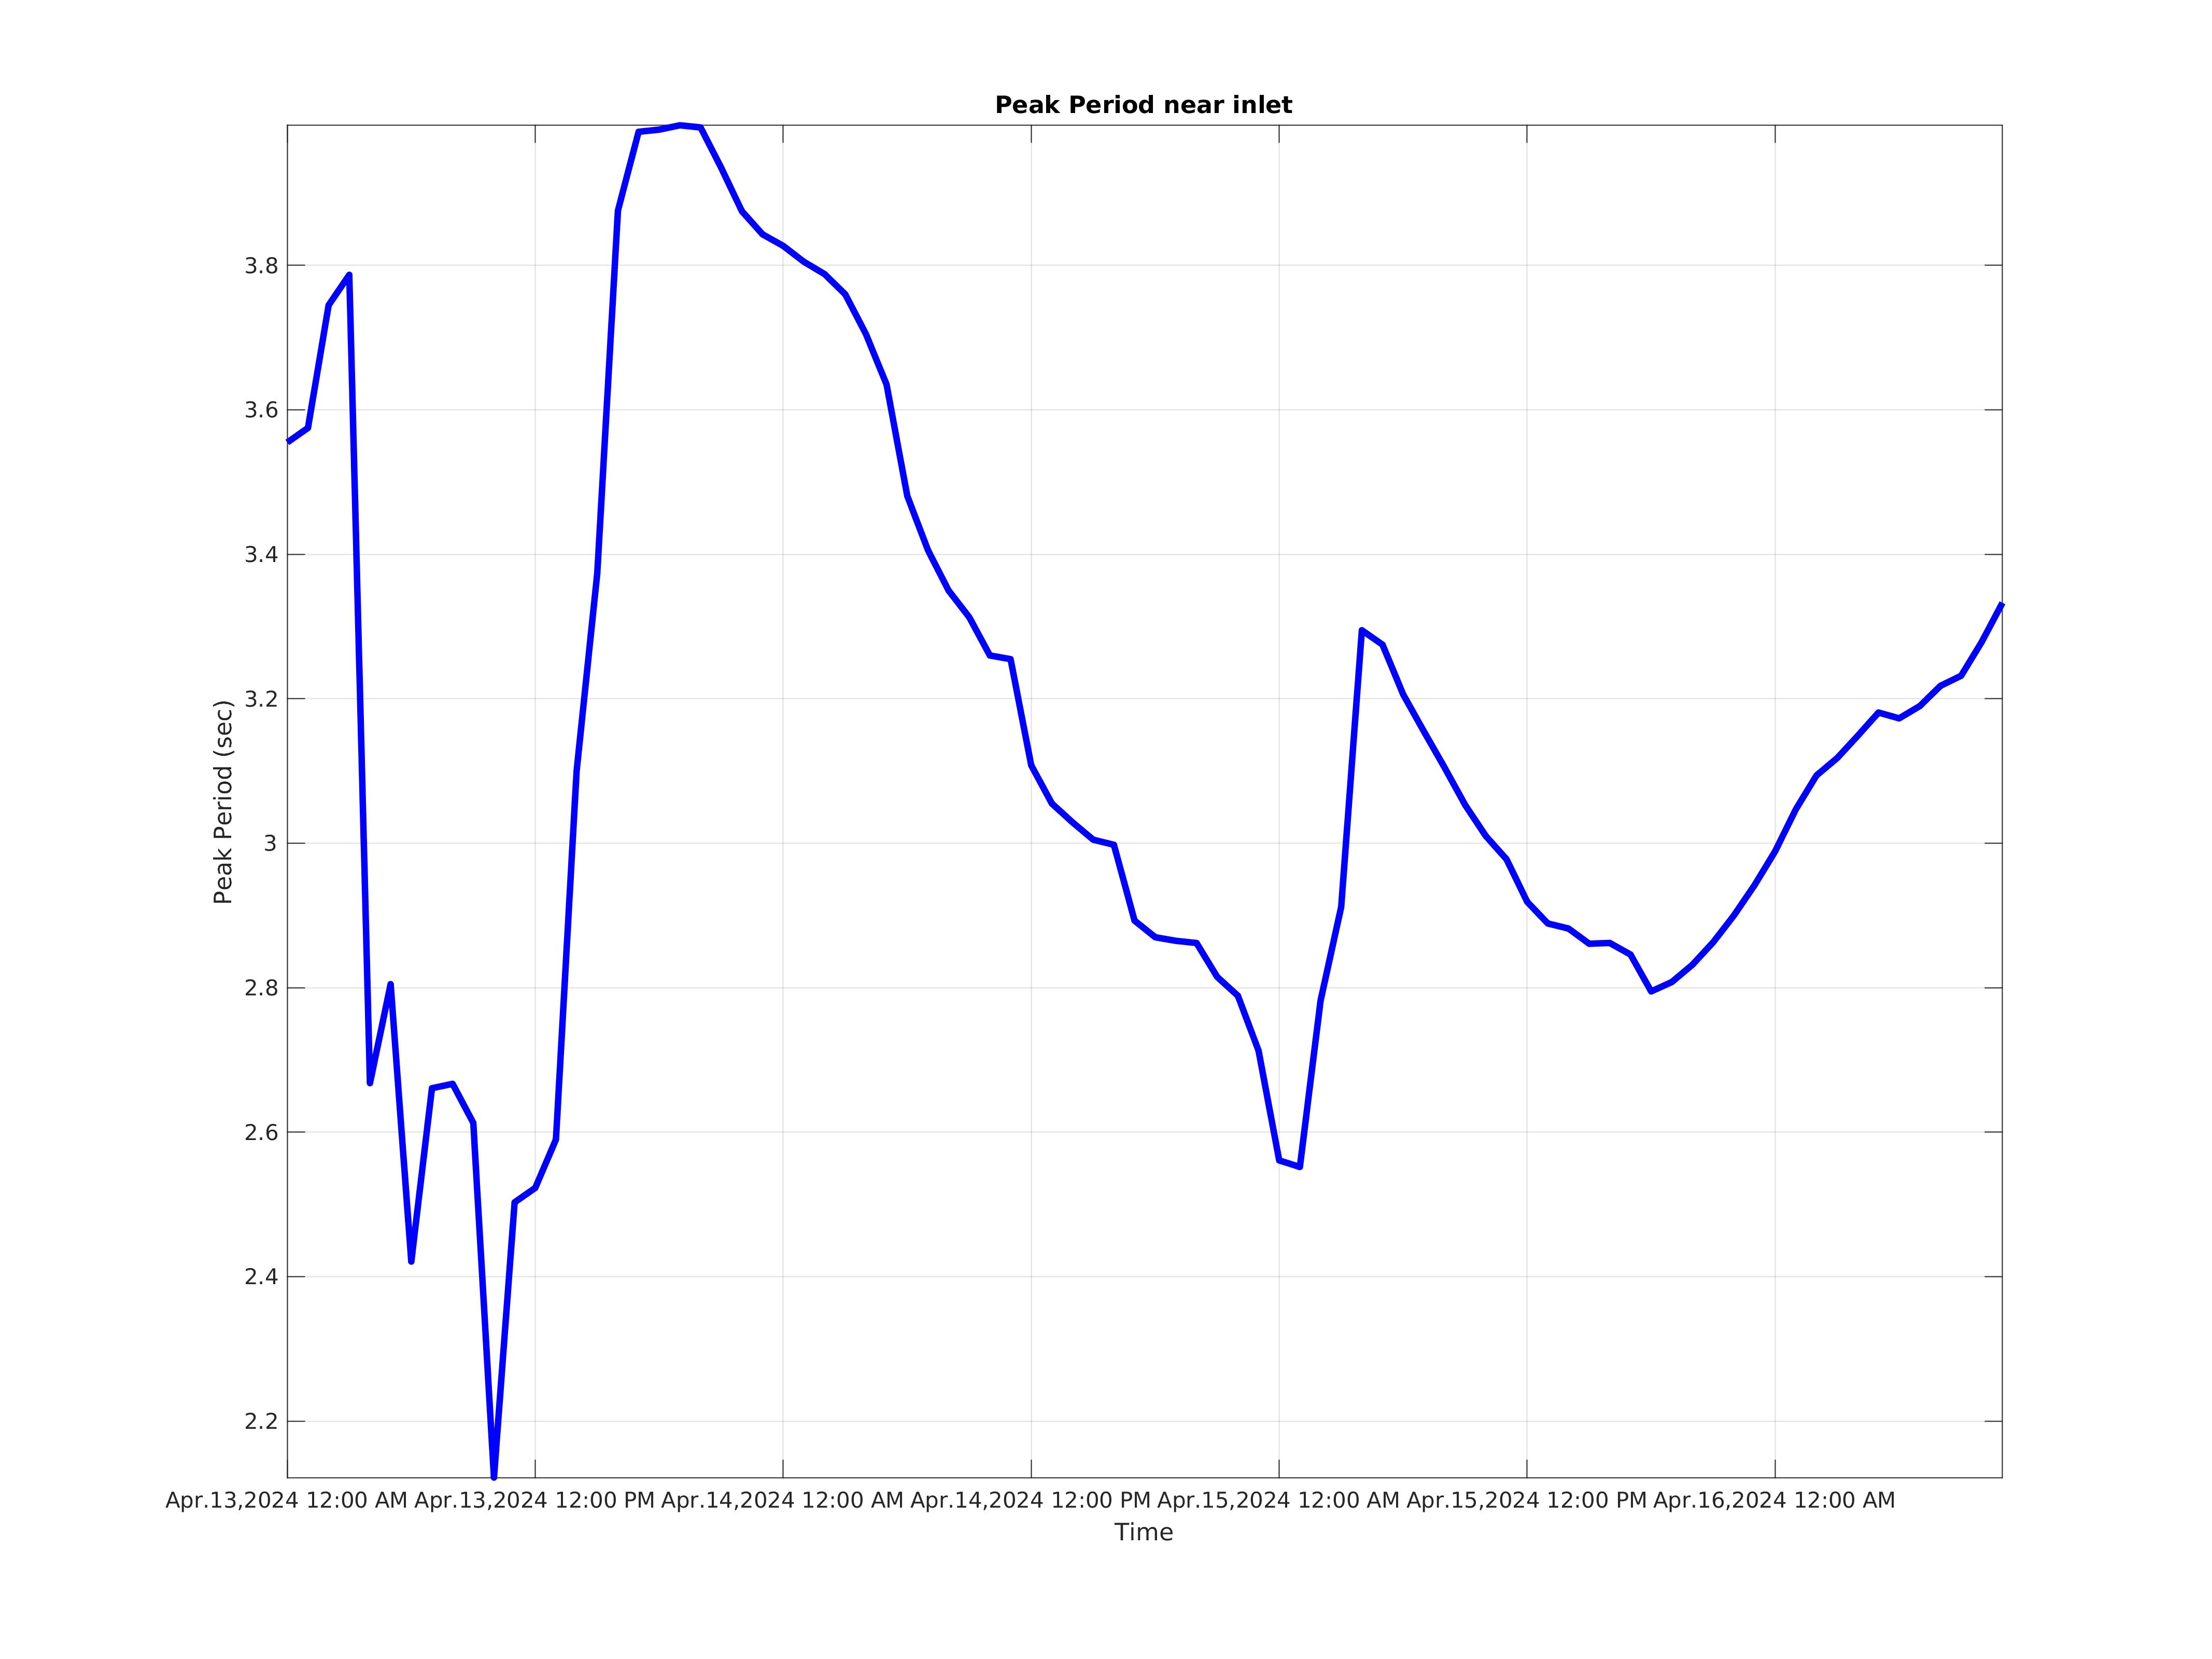 Peak Period near inlet
3.8
3.6
3.4
3.2
3
2.8
2.6
2.4
2.2
Peak Period (sec)
Apr.13,2024 12:00 AM Apr.13,2024 12:00 PM Apr.14,2024 12:00 AM Apr.14,2024 12:00 PM Apr.15,2024 12:00 AM Apr.15,2024 12:00 PM Apr.16,2024 12:00 AM
Time